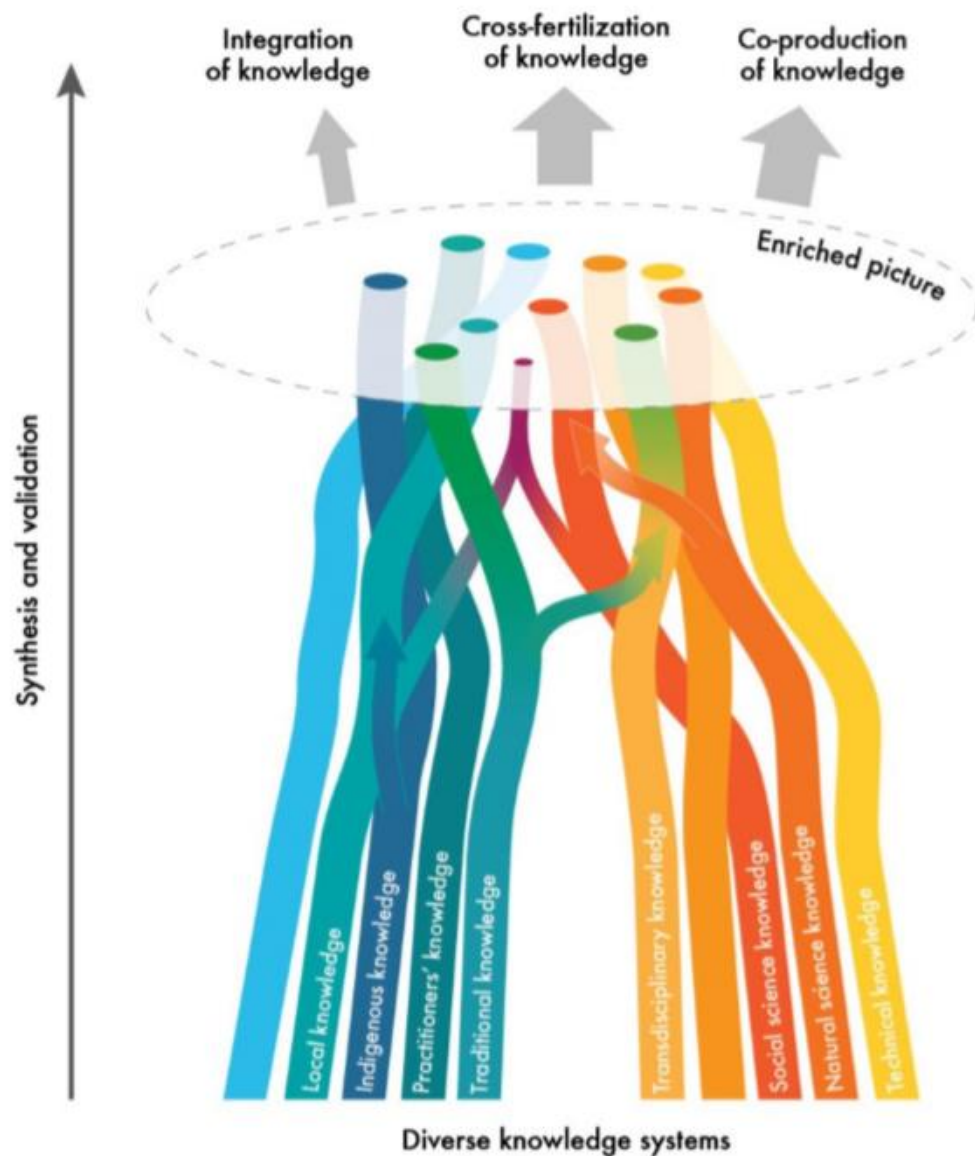 Integration
of knowledge
Cross-fertilization
of knowledge
Co-production
of knowledge
Enriched picture
Synthesis and validation
Local knowledge
Indigenous knowledge
Practitioners' knowledge
Traditional knowledge
Transdisciplinary knowledge
Social science knowledge
Natural science knowledge
Technical knowledge
Diverse knowledge systems